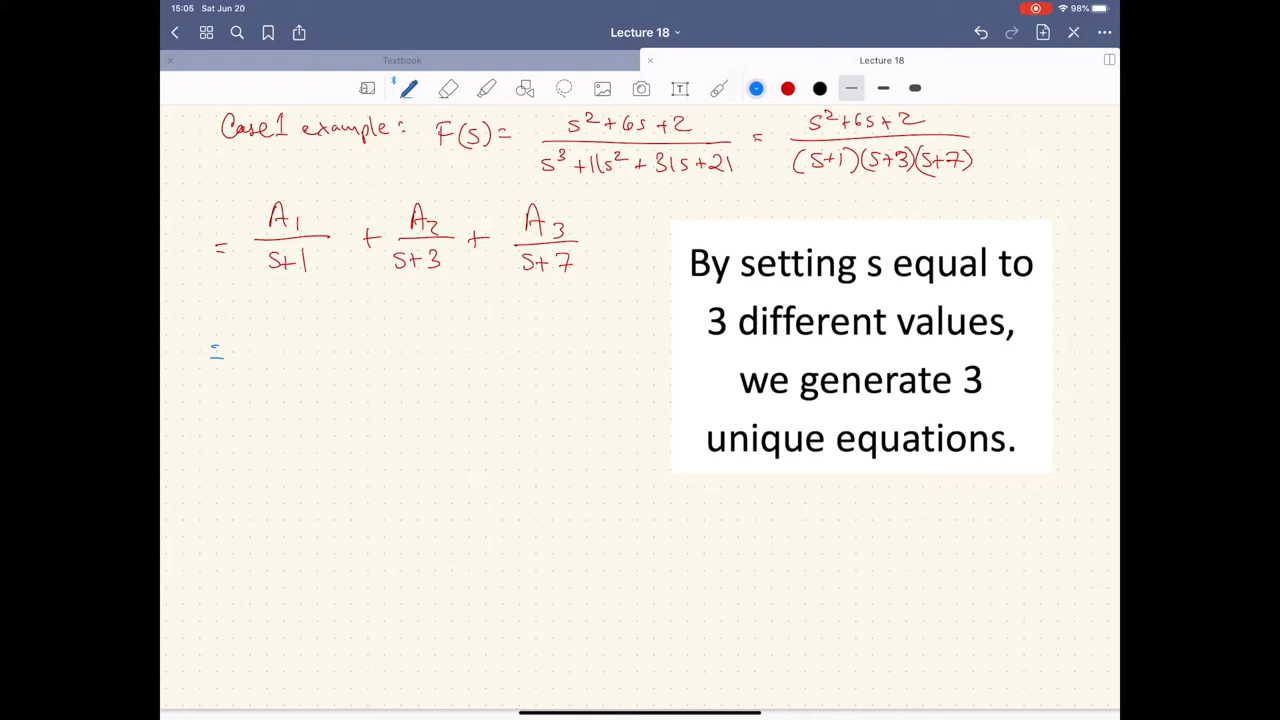 15:05 Sat Jun 20
98%
Lecture 18
Textbook
Lecture 18
T
Case 1 example: F(s) = s² + 6s + 2 / s³ + 11s² + 31s + 21 = s² + 6s + 2 / (s+1)(s+3)(s+7)
= A₁ / s+1 + A₂ / s+3 + A₃ / s+7
=
By setting s equal to
3 different values,
we generate 3
unique equations.